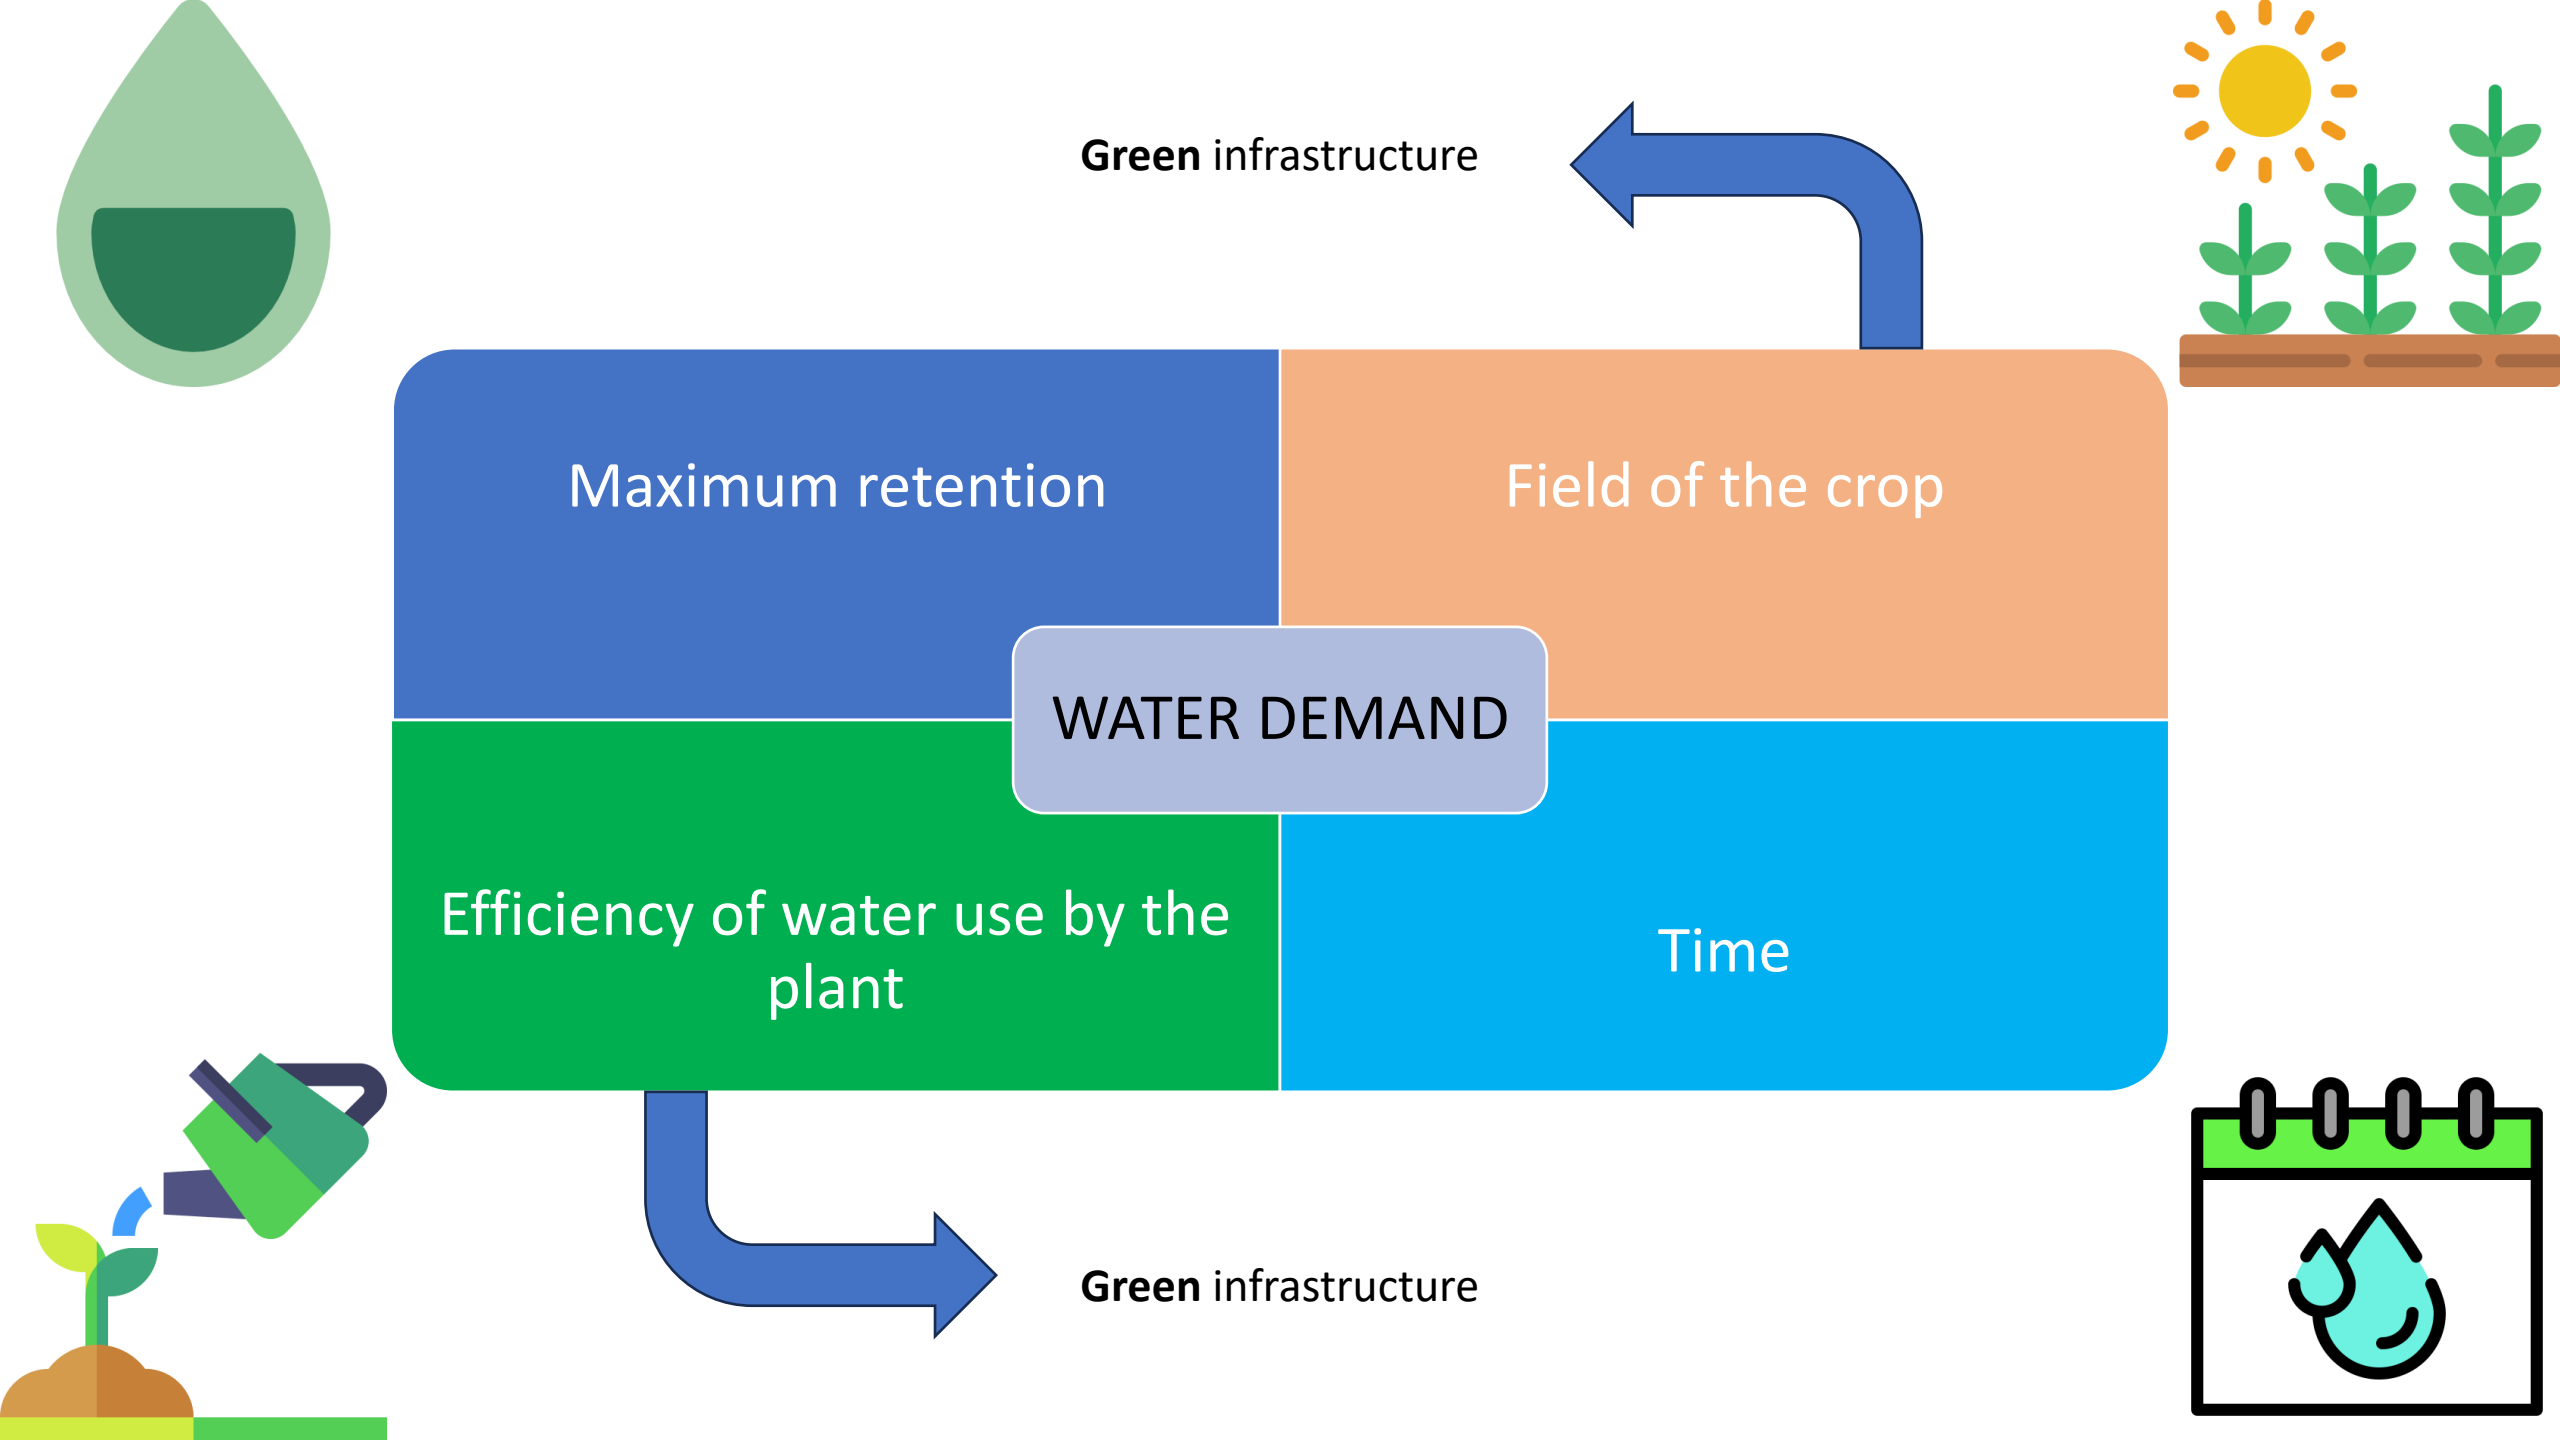 Green infrastructure
Maximum retention
Field of the crop
WATER DEMAND
Efficiency of water use by the
plant
Time
Green infrastructure